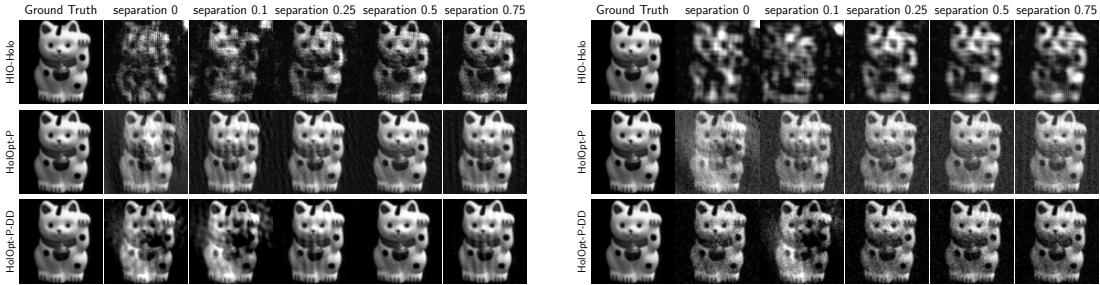 Ground Truth separation 0 separation 0.1 separation 0.25 separation 0.5 separation 0.75
HIO-Holo
HolOpt-P
HolOpt-P-DD
Ground Truth separation 0 separation 0.1 separation 0.25 separation 0.5 separation 0.75
HIO-Holo
HolOpt-P
HolOpt-P-DD